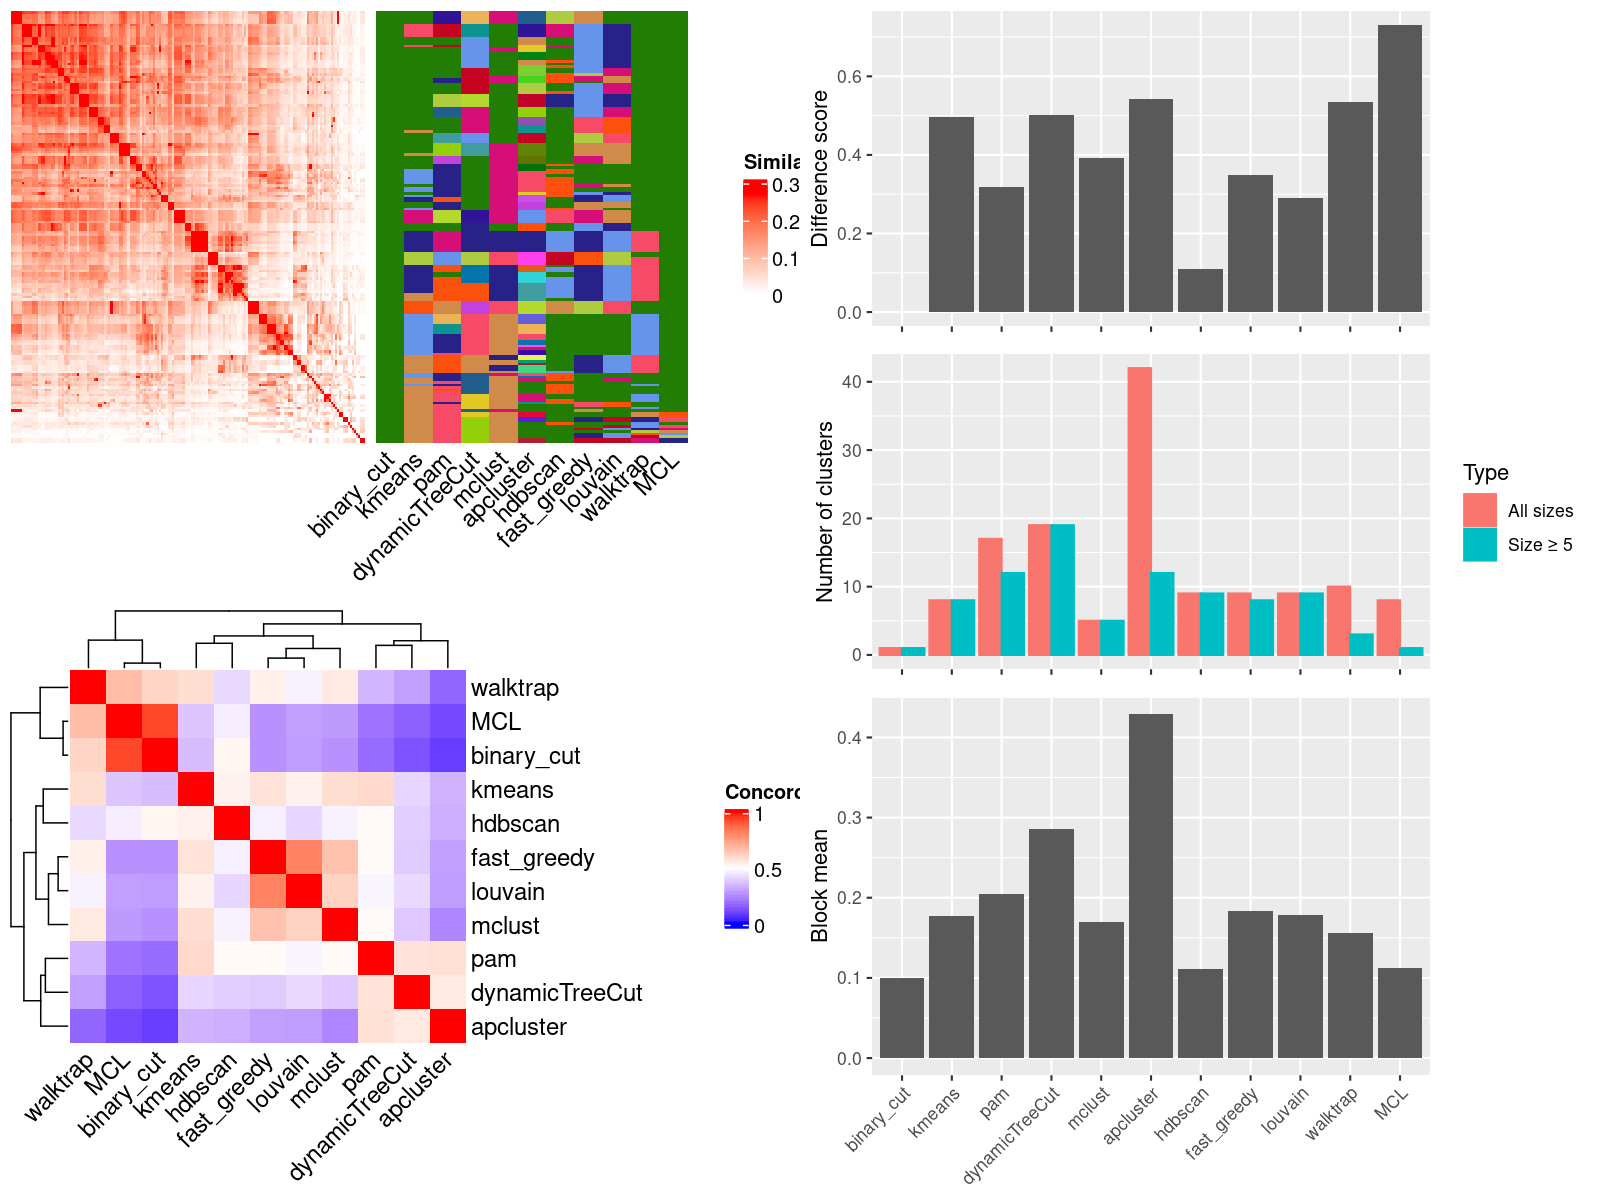 Simila
0.3
0.2
0.1
0
binary_cut
kmeans
pam
dynamicTreeCut
mclust
apcluster
hdbscan
fast_greedy
louvain
walktrap
MCL
walktrap
MCL
binary_cut
kmeans
hdbscan
fast_greedy
louvain
mclust
pam
dynamicTreeCut
apcluster
Concord
1
0.5
0
walktrap
MCL
binary_cut
kmeans
hdbscan
fast_greedy
louvain
mclust
pam
dynamicTreeCut
apcluster
Difference score
0.6
0.4
0.2
0.0
Number of clusters
40
30
20
10
0
Type
All sizes
Size ≥ 5
Block mean
0.4
0.3
0.2
0.1
0.0
binary_cut
kmeans
pam
dynamicTreeCut
mclust
apcluster
hdbscan
fast_greedy
louvain
walktrap
MCL